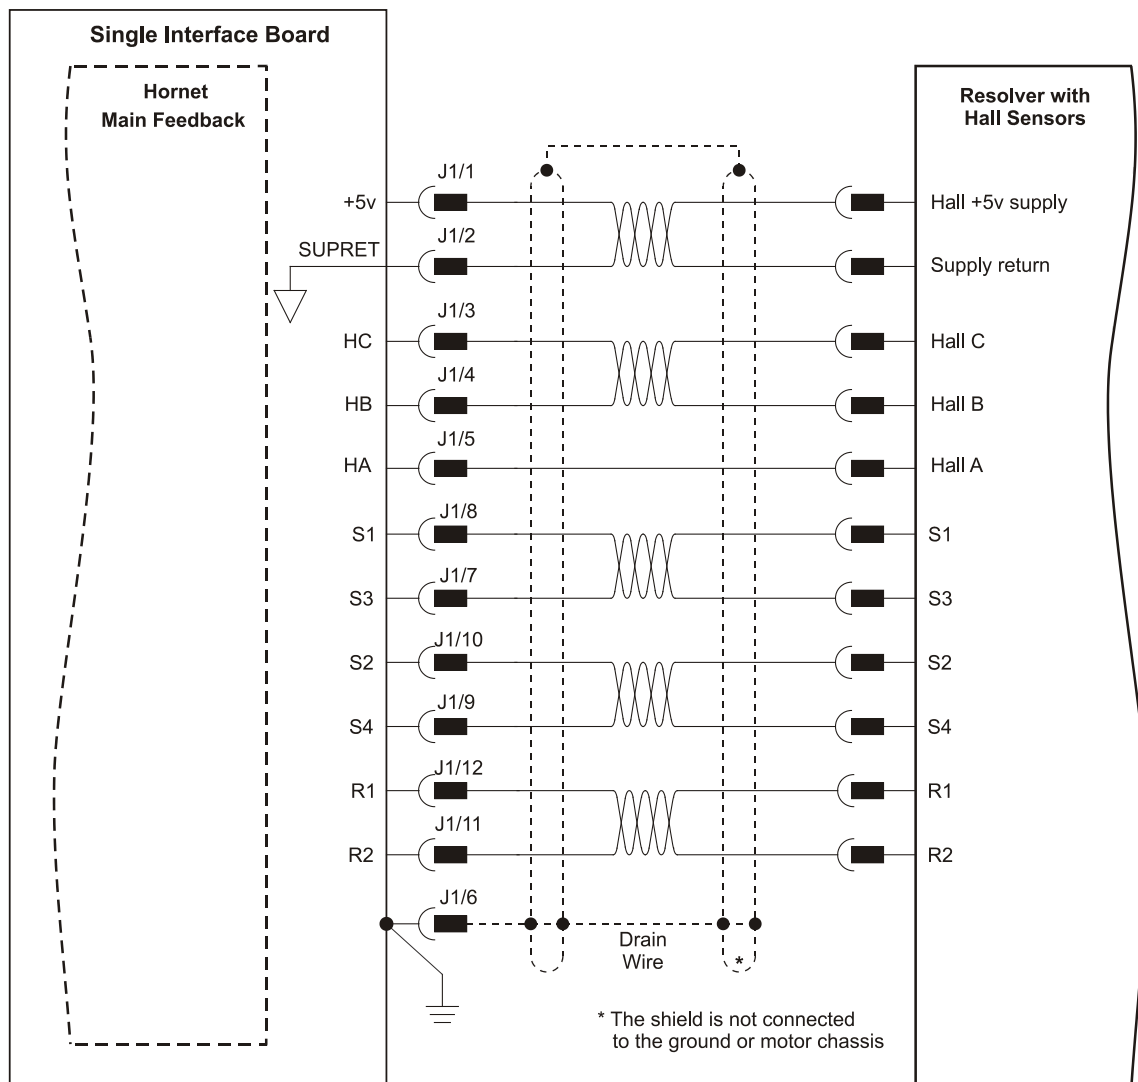 Single Interface Board
Hornet
Main Feedback
Resolver with
Hall Sensors
J1/1
+5v
Hall +5v supply
J1/2
SUPRET
Supply return
J1/3
HC
Hall C
J1/4
HB
Hall B
J1/5
HA
Hall A
J1/8
S1
S1
J1/7
S3
S3
J1/10
S2
S2
J1/9
S4
S4
J1/12
R1
R1
J1/11
R2
R2
J1/6
Drain
Wire
*
* The shield is not connected
to the ground or motor chassis